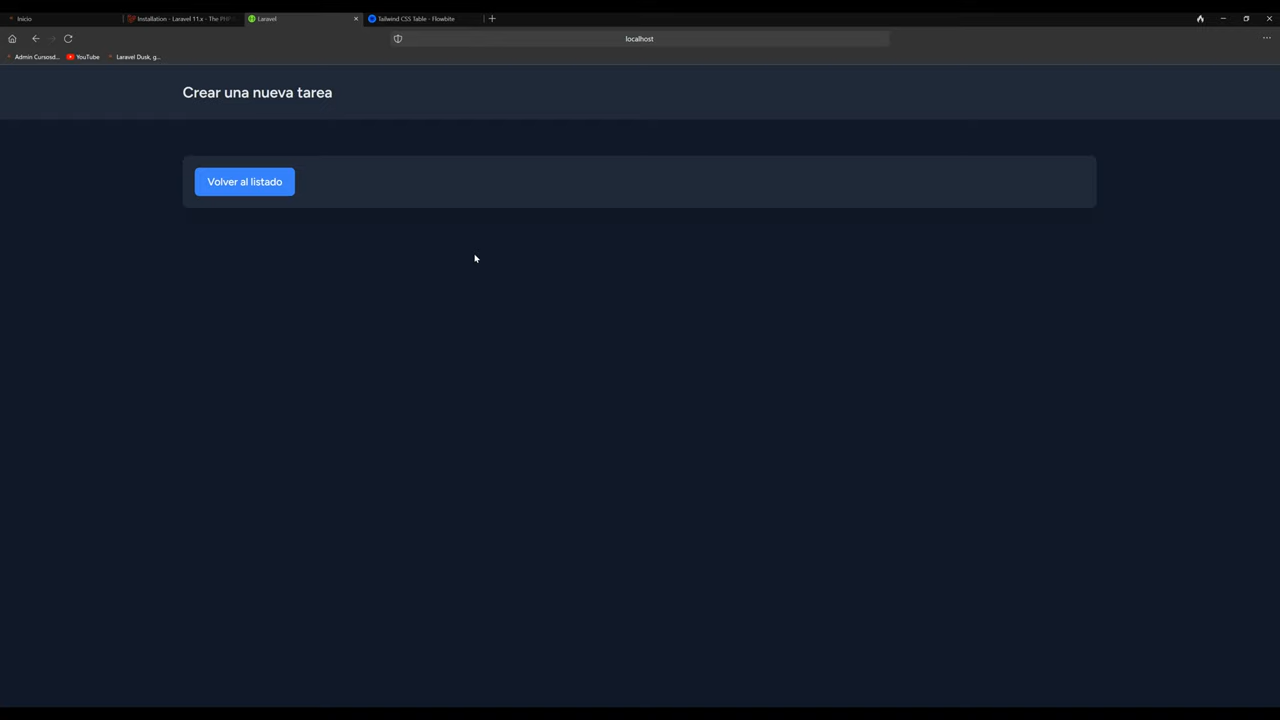 Inicio
Installation - Laravel 11.x - The PHP
Laravel
Tailwind CSS Table - Flowbite
localhost
Admin Cursosd...
YouTube
Laravel Dusk, g...
Crear una nueva tarea
Volver al listado